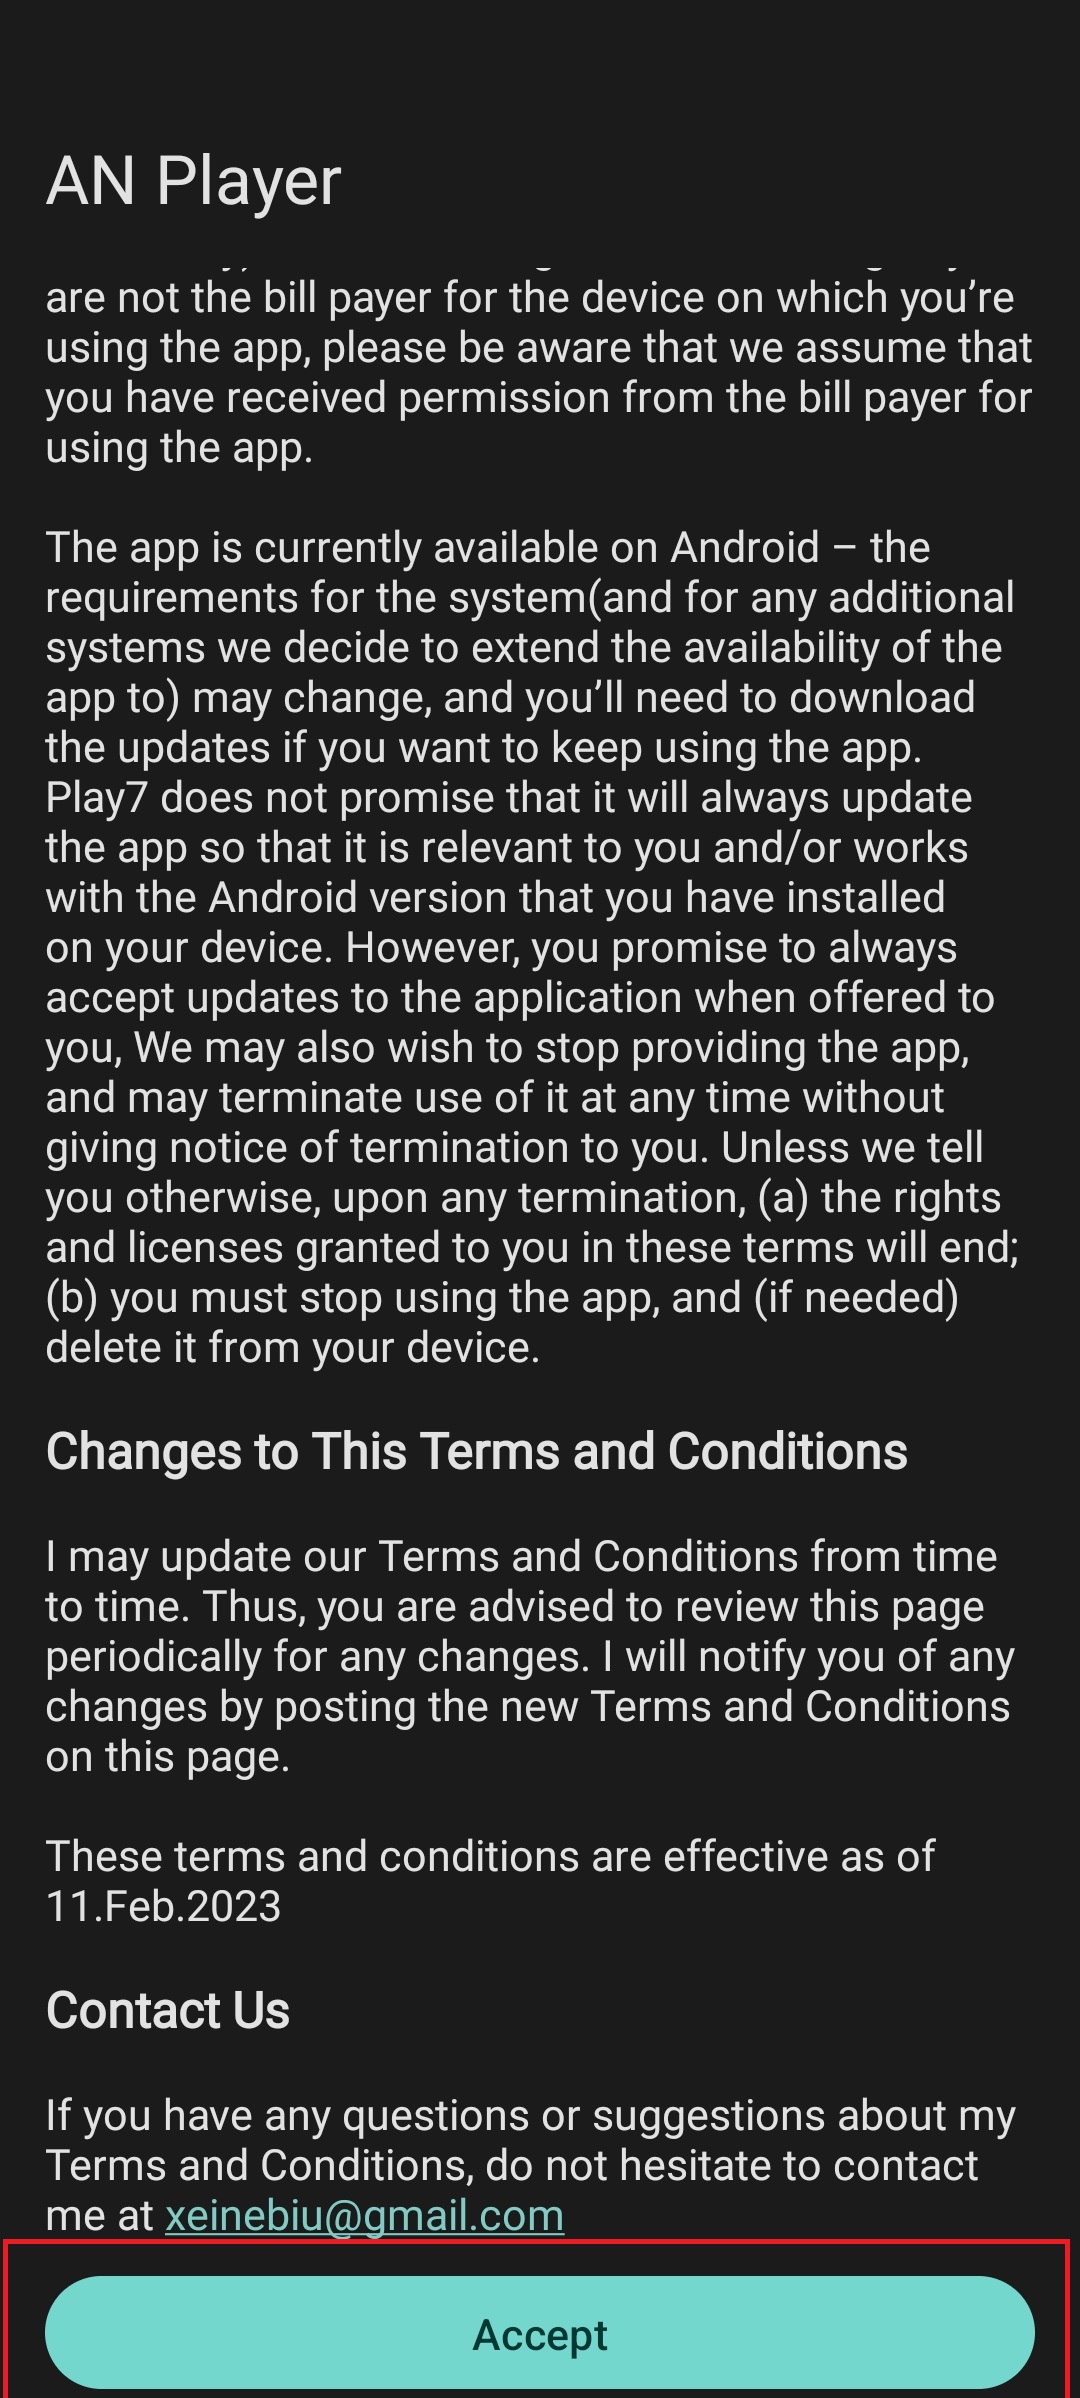 AN Player
are not the bill payer for the device on which you’re
using the app, please be aware that we assume that
you have received permission from the bill payer for
using the app.
The app is currently available on Android – the
requirements for the system(and for any additional
systems we decide to extend the availability of the
app to) may change, and you’ll need to download
the updates if you want to keep using the app.
Play7 does not promise that it will always update
the app so that it is relevant to you and/or works
with the Android version that you have installed
on your device. However, you promise to always
accept updates to the application when offered to
you, We may also wish to stop providing the app,
and may terminate use of it at any time without
giving notice of termination to you. Unless we tell
you otherwise, upon any termination, (a) the rights
and licenses granted to you in these terms will end;
(b) you must stop using the app, and (if needed)
delete it from your device.
Changes to This Terms and Conditions
I may update our Terms and Conditions from time
to time. Thus, you are advised to review this page
periodically for any changes. I will notify you of any
changes by posting the new Terms and Conditions
on this page.
These terms and conditions are effective as of
11.Feb.2023
Contact Us
If you have any questions or suggestions about my
Terms and Conditions, do not hesitate to contact
me at xeinebiu@gmail.com
Accept